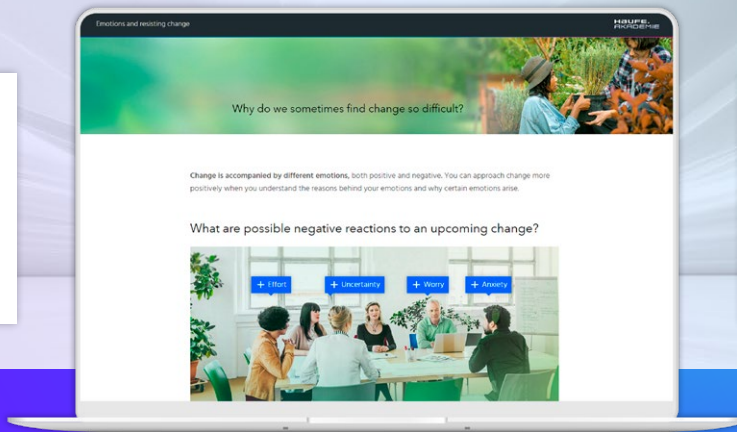 Emotions and resisting change
HAUFE.
AKADEMIE
Why do we sometimes find change so difficult?
Change is accompanied by different emotions, both positive and negative. You can approach change more
positively when you understand the reasons behind your emotions and why certain emotions arise.
What are possible negative reactions to an upcoming change?
+ Effort
+ Uncertainty
+ Worry
+ Anxiety